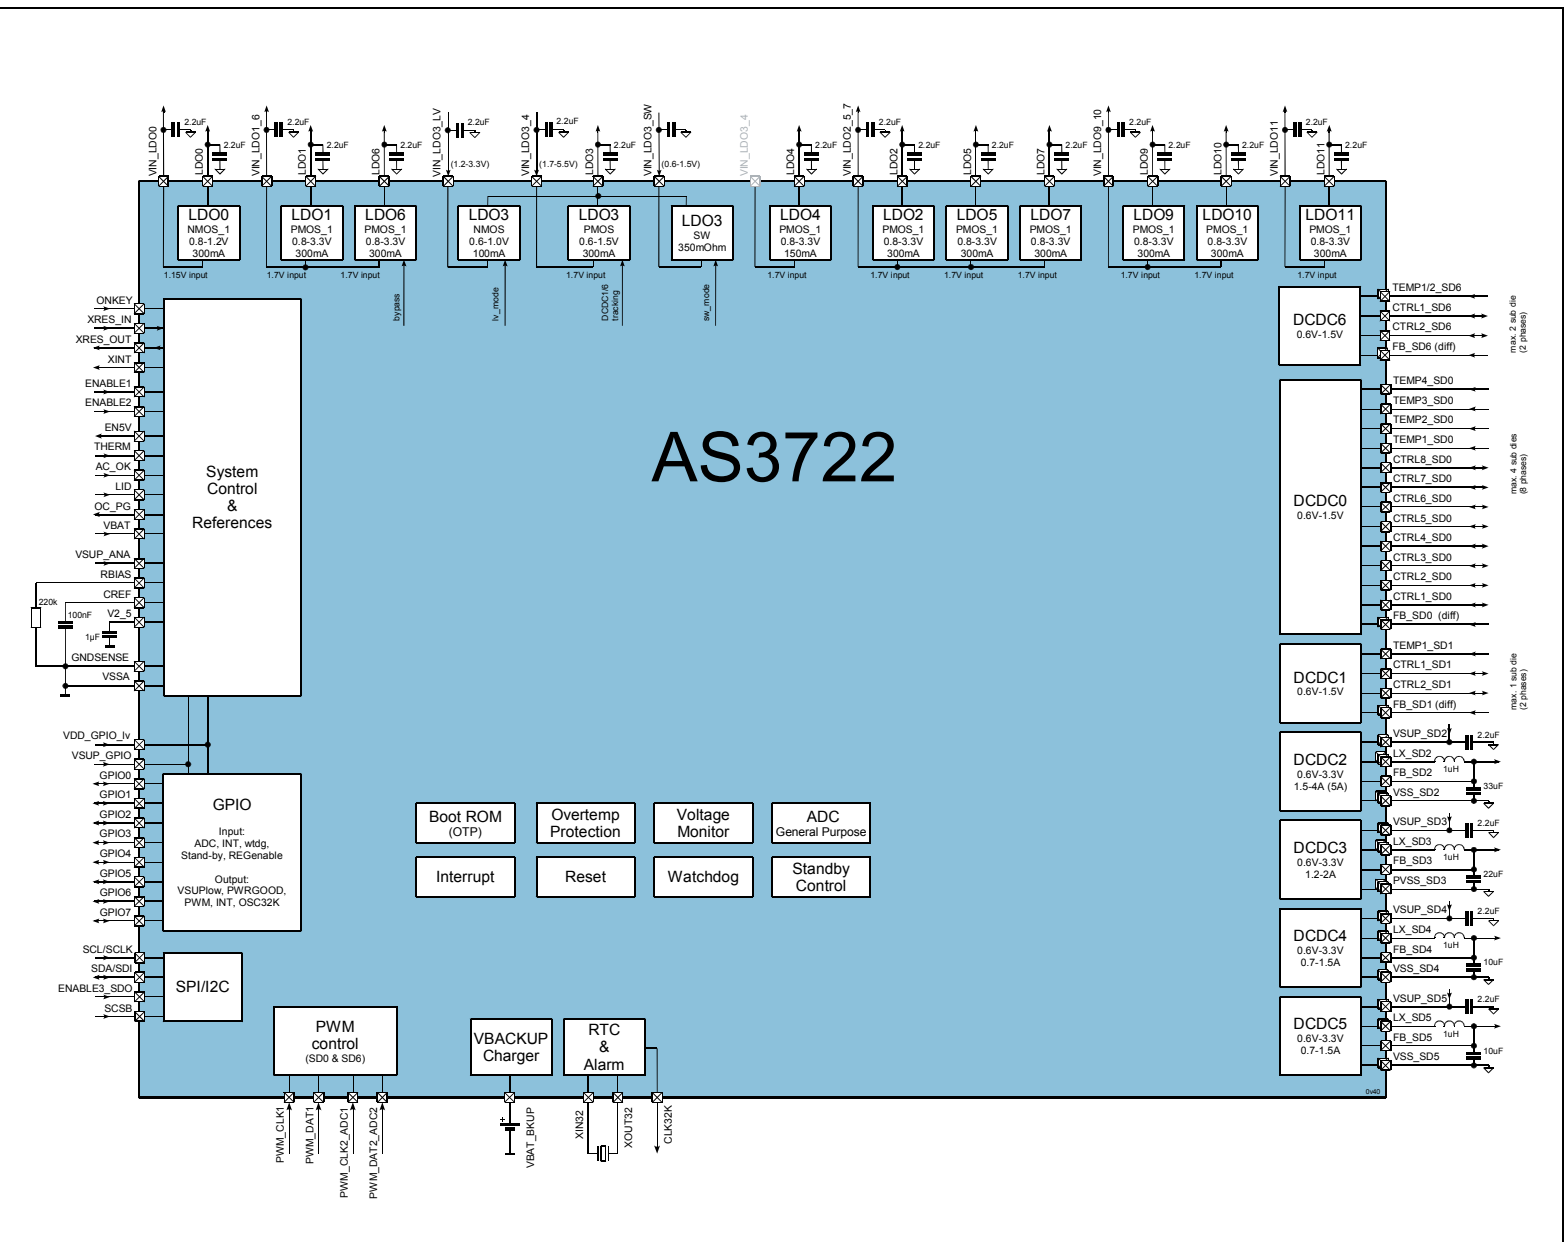 VIN_LDO0
2.2uF
LDO0
2.2uF
VIN_LDO1_6
2.2uF
LDO1
2.2uF
LDO6
2.2uF
VIN_LDO3_LV
2.2uF
(1.2-3.3V)
VIN_LDO3_4
2.2uF
(1.7-5.5V)
LDO3
2.2uF
VIN_LDO3_SW
2.2uF
(0.6-1.5V)
VIN_LDO3_4
LDO4
2.2uF
VIN_LDO2_5_7
2.2uF
LDO2
2.2uF
LDO5
2.2uF
LDO7
2.2uF
VIN_LDO9_10
2.2uF
LDO9
2.2uF
LDO10
2.2uF
VIN_LDO11
2.2uF
LDO11
2.2uF
LDO0
NMOS_1
0.8-1.2V
300mA
LDO1
PMOS_1
0.8-3.3V
300mA
LDO6
PMOS_1
0.8-3.3V
300mA
LDO3
NMOS
0.6-1.0V
100mA
LDO3
PMOS
0.6-1.5V
300mA
LDO3
SW
350mOhm
LDO4
PMOS_1
0.8-3.3V
150mA
LDO2
PMOS_1
0.8-3.3V
300mA
LDO5
PMOS_1
0.8-3.3V
300mA
LDO7
PMOS_1
0.8-3.3V
300mA
LDO9
PMOS_1
0.8-3.3V
300mA
LDO10
PMOS_1
0.8-3.3V
300mA
LDO11
PMOS_1
0.8-3.3V
300mA
1.15V input
1.7V input
1.7V input
1.7V input
1.7V input
1.7V input
1.7V input
1.7V input
1.7V input
1.7V input
1.7V input
bypass
lv_mode
DCDC1/6
tracking
sw_mode
AS3722
ONKEY
XRES_IN
XRES_OUT
XINT
ENABLE1
ENABLE2
EN5V
THERM
AC_OK
LID
OC_PG
VBAT
VSUP_ANA
RBIAS
CREF
V2_5
220k
100nF
1µF
GNDSENSE
VSSA
System
Control
&
References
VDD_GPIO_lv
VSUP_GPIO
GPIO0
GPIO1
GPIO2
GPIO3
GPIO4
GPIO5
GPIO6
GPIO7
GPIO
Input:
ADC, INT, wtdg,
Stand-by, REGenable
Output:
VSUPlow, PWRGOOD,
PWM, INT, OSC32K
SCL/SCLK
SDA/SDI
ENABLE3_SDO
SCSB
SPI/I2C
Boot ROM
(OTP)
Overtemp
Protection
Voltage
Monitor
ADC
General Purpose
Interrupt
Reset
Watchdog
Standby
Control
PWM
control
(SD0 & SD6)
VBACKUP
Charger
RTC
&
Alarm
PWM_CLK1
PWM_DAT1
PWM_CLK2_ADC1
PWM_DAT2_ADC2
+
VBAT_BKUP
XIN32
XOUT32
CLK32K
DCDC6
0.6V-1.5V
TEMP1/2_SD6
CTRL1_SD6
CTRL2_SD6
FB_SD6 (diff)
max. 2 sub die
(2 phases)
DCDC0
0.6V-1.5V
TEMP4_SD0
TEMP3_SD0
TEMP2_SD0
TEMP1_SD0
CTRL8_SD0
CTRL7_SD0
CTRL6_SD0
CTRL5_SD0
CTRL4_SD0
CTRL3_SD0
CTRL2_SD0
CTRL1_SD0
FB_SD0 (diff)
max. 4 sub dies
(8 phases)
DCDC1
0.6V-1.5V
TEMP1_SD1
CTRL1_SD1
CTRL2_SD1
FB_SD1 (diff)
max. 1 sub die
(2 phases)
DCDC2
0.6V-3.3V
1.5-4A (5A)
VSUP_SD2
2.2uF
LX_SD2
1uH
FB_SD2
33uF
VSS_SD2
DCDC3
0.6V-3.3V
1.2-2A
VSUP_SD3
2.2uF
LX_SD3
1uH
FB_SD3
22uF
PVSS_SD3
DCDC4
0.6V-3.3V
0.7-1.5A
VSUP_SD4
2.2uF
LX_SD4
1uH
FB_SD4
10uF
VSS_SD4
DCDC5
0.6V-3.3V
0.7-1.5A
VSUP_SD5
2.2uF
LX_SD5
1uH
FB_SD5
10uF
VSS_SD5
0v40